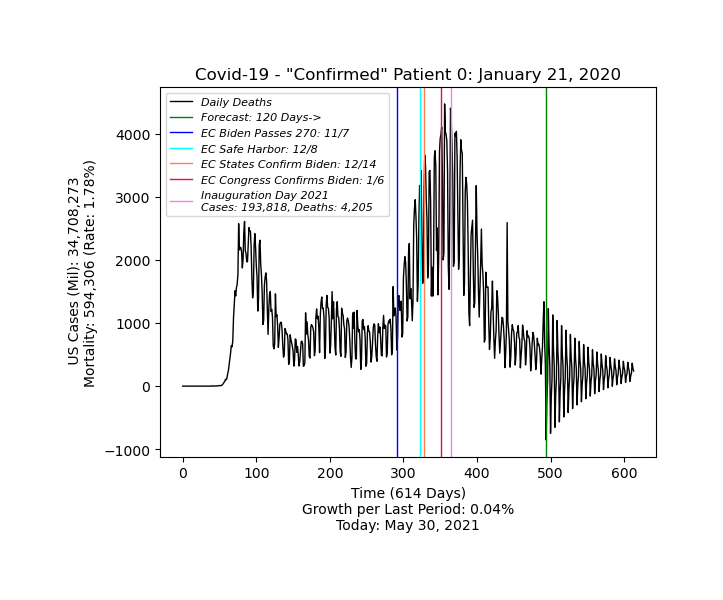 Covid-19 - "Confirmed" Patient 0: January 21, 2020
Daily Deaths
Forecast: 120 Days->
EC Biden Passes 270: 11/7
EC Safe Harbor: 12/8
EC States Confirm Biden: 12/14
EC Congress Confirms Biden: 1/6
Inauguration Day 2021
Cases: 193,818, Deaths: 4,205
US Cases (Mil): 34,708,273
Mortality: 594,306 (Rate: 1.78%)
4000
3000
2000
1000
0
−1000
0 100 200 300 400 500 600
Time (614 Days)
Growth per Last Period: 0.04%
Today: May 30, 2021